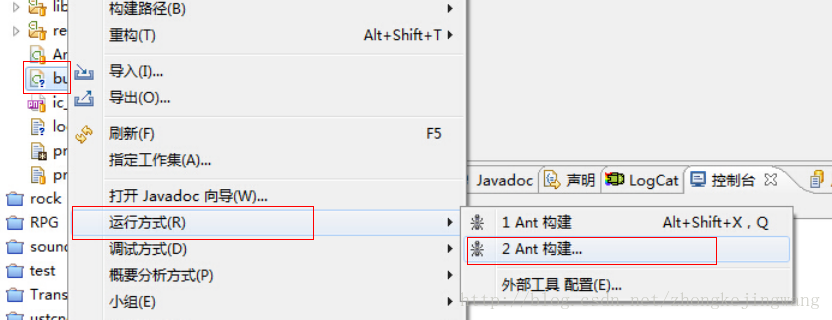 lib
构建路径(B)
re
重构(T) Alt+Shift+T
An
bu
导入(I)...
ic_
导出(O)...
lo
pr
刷新(F) F5
pr
指定工作集(A)...
Javadoc 声明 LogCat 控制台
rock
打开 Javadoc 向导(W)...
RPG
运行方式(R)
1 Ant 构建 Alt+Shift+X，Q
sound
调试方式(D)
2 Ant 构建...
test
概要分析方式(P)
外部工具 配置(E)...
Trans
小组(E)
ustcnc
http://blog.csdn.net/zhongkejingwang